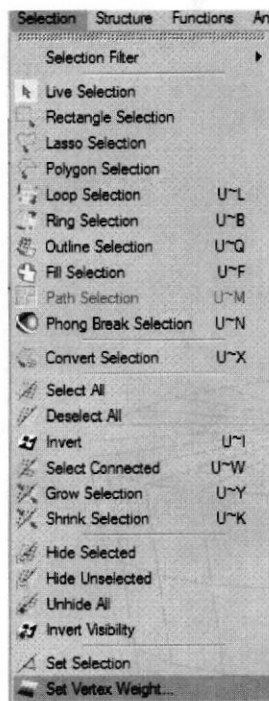 Selection Structure Functions An
Selection Filter
Live Selection
Rectangle Selection
Lasso Selection
Polygon Selection
Loop Selection U~L
Ring Selection U~B
Outline Selection U~Q
Fill Selection U~F
Path Selection U~M
Phong Break Selection U~N
Convert Selection U~X
Select All
Deselect All
Invert U~I
Select Connected U~W
Grow Selection U~Y
Shrink Selection U~K
Hide Selected
Hide Unselected
Unhide All
Invert Visibility
Set Selection
Set Vertex Weight...